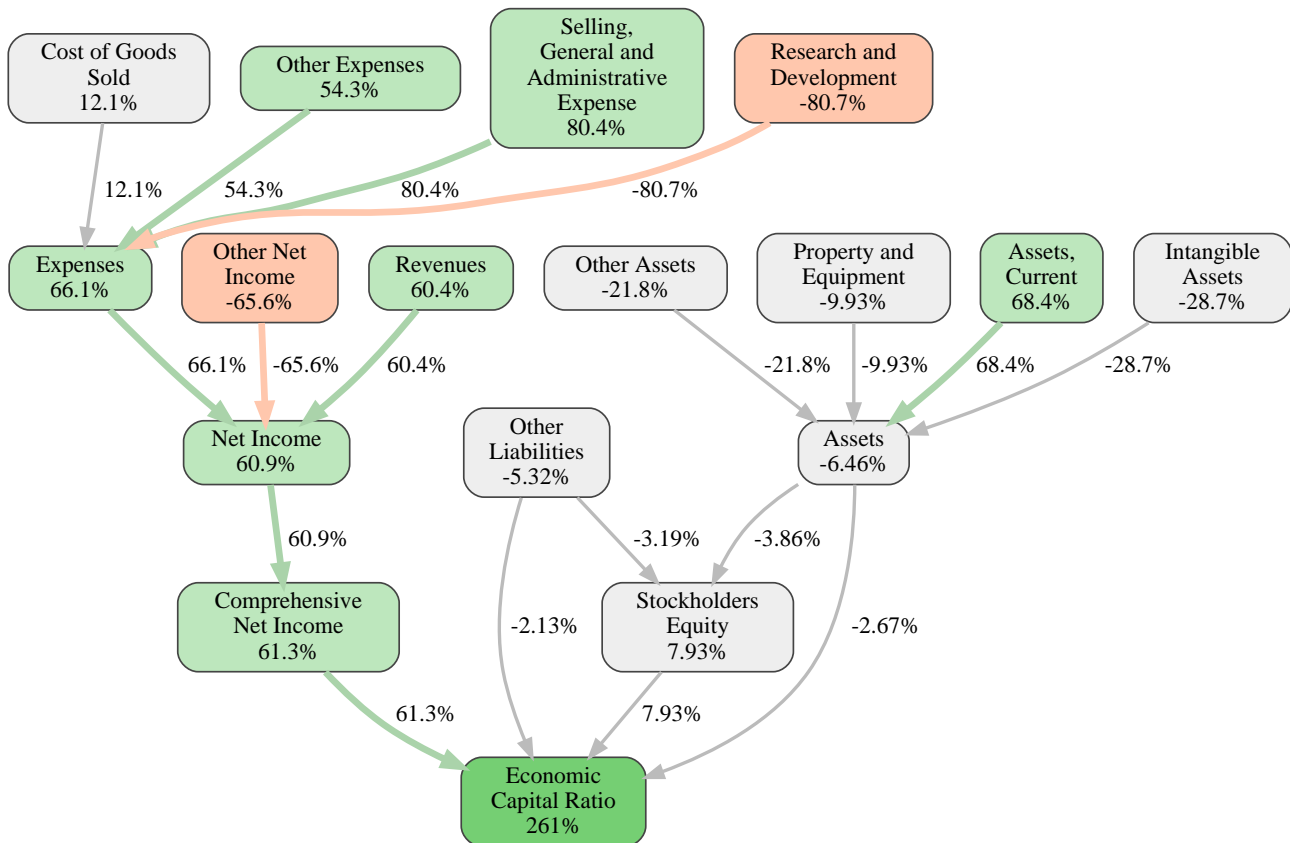 Cost of Goods
Sold
12.1%
Other Expenses
54.3%
Selling,
General and
Administrative
Expense
80.4%
Research and
Development
-80.7%
12.1%
54.3%
80.4%
-80.7%
Expenses
66.1%
Other Net
Income
-65.6%
Revenues
60.4%
Other Assets
-21.8%
Property and
Equipment
-9.93%
Assets,
Current
68.4%
Intangible
Assets
-28.7%
66.1%
-65.6%
60.4%
-21.8%
-9.93%
68.4%
-28.7%
Net Income
60.9%
Other
Liabilities
-5.32%
Assets
-6.46%
60.9%
-3.19%
-3.86%
Comprehensive
Net Income
61.3%
-2.13%
Stockholders
Equity
7.93%
-2.67%
61.3%
7.93%
Economic
Capital Ratio
261%